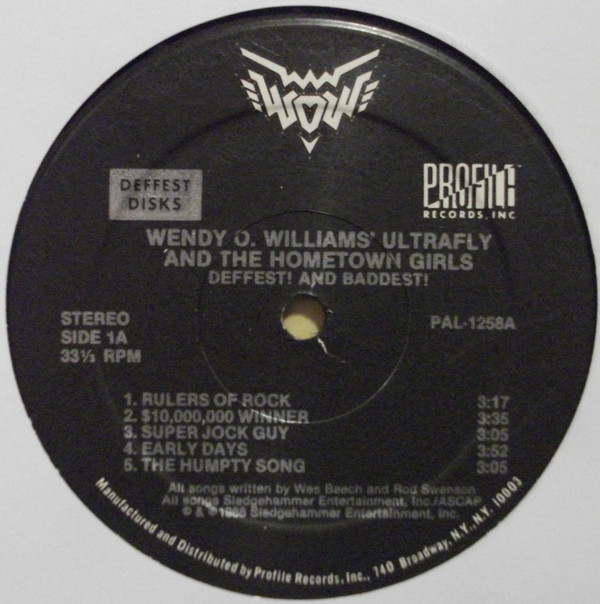 WOW
DEFFEST
DISKS
PROFILE
RECORDS, INC
WENDY O. WILLIAMS' ULTRAFLY
AND THE HOMETOWN GIRLS
DEFFEST! AND BADDEST!
STEREO
SIDE 1A
33⅓ RPM
PAL-1258A
1. RULERS OF ROCK 3:17
2. $10,000,000 WINNER 3:35
3. SUPER JOCK GUY 3:05
4. EARLY DAYS 3:52
5. THE HUMPTY SONG 3:05
All songs written by Wes Beech and Rod Swenson
All songs Sledgehammer Entertainment, Inc./ASCAP
© & ℗ 1988 Sledgehammer Entertainment, Inc.
Manufactured and Distributed by Profile Records, Inc., 740 Broadway, N.Y., N.Y. 10003